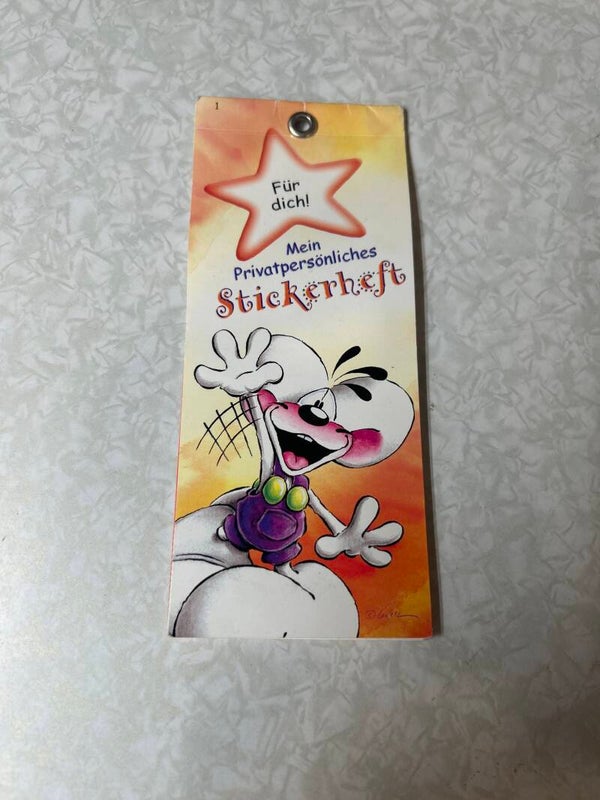 1
Für
dich!
Mein
Privatpersönliches
Stickerheft